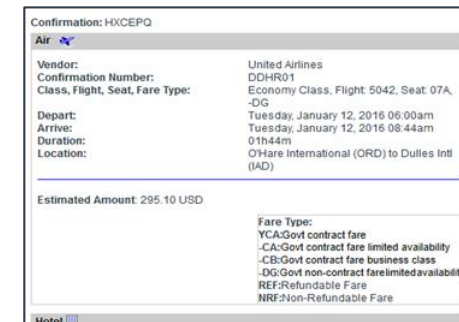 Confirmation: HXCEPQ
Air
Vendor: United Airlines
Confirmation Number: DDHR01
Class, Flight, Seat, Fare Type: Economy Class, Flight: 5042, Seat: 07A,
-DG
Depart: Tuesday, January 12, 2016 06:00am
Arrive: Tuesday, January 12, 2016 08:44am
Duration: 01h44m
Location: O'Hare International (ORD) to Dulles Intl
(IAD)
Estimated Amount: 295.10 USD
Fare Type:
YCA:Govt contract fare
-CA:Govt contract fare limited availability
-CB:Govt contract fare business class
-DG:Govt non-contract farelimitedavailabilit
REF:Refundable Fare
NRF:Non-Refundable Fare
Hotel